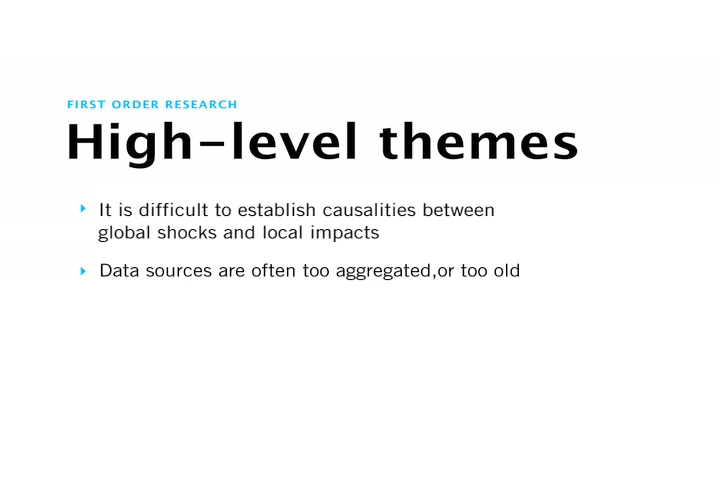 FIRST ORDER RESEARCH
High-level themes
It is difficult to establish causalities between
global shocks and local impacts
Data sources are often too aggregated,or too old